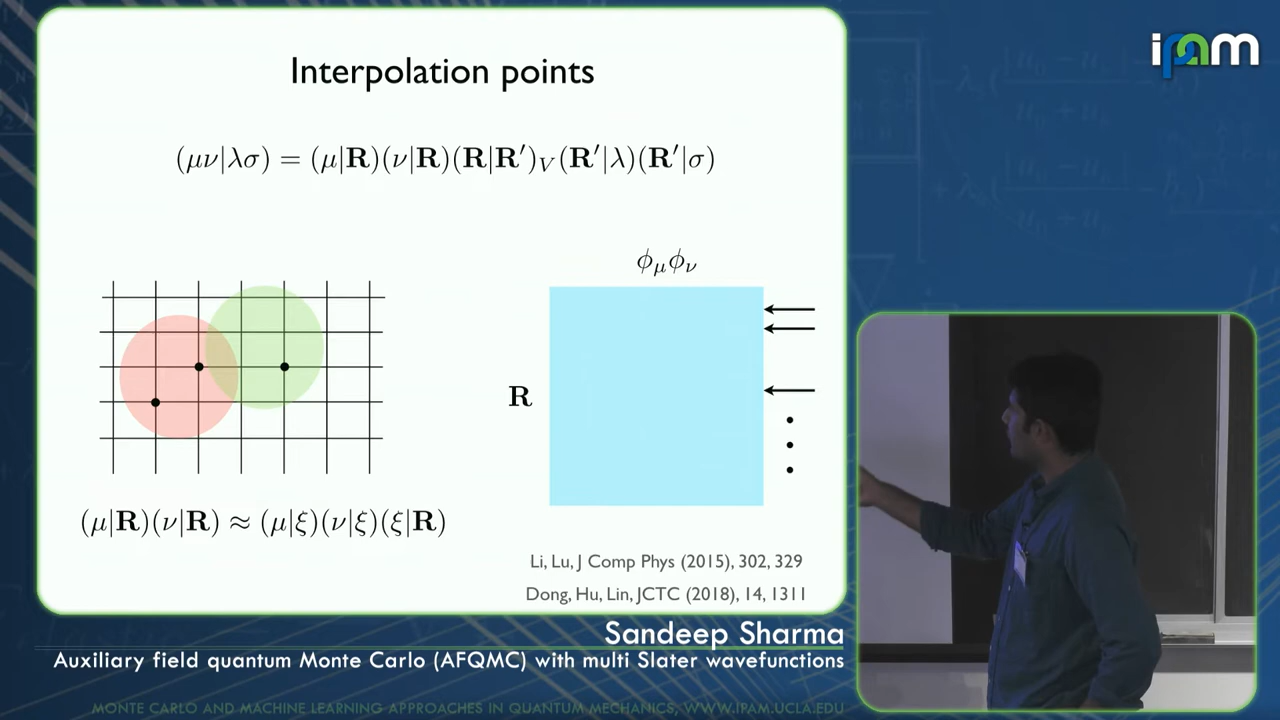 ipam
Interpolation points
(μν|λσ) = (μ|R)(ν|R)(R|R′)V(R′|λ)(R′|σ)
ϕμϕν
R
(μ|R)(ν|R) ≈ (μ|ξ)(ν|ξ)(ξ|R)
Li, Lu, J Comp Phys (2015), 302, 329
Dong, Hu, Lin, JCTC (2018), 14, 1311
Sandeep Sharma
Auxiliary field quantum Monte Carlo (AFQMC) with multi Slater wavefunctions
MONTE CARLO AND MACHINE LEARNING APPROACHES IN QUANTUM MECHANICS, WWW.IPAM.UCLA.EDU